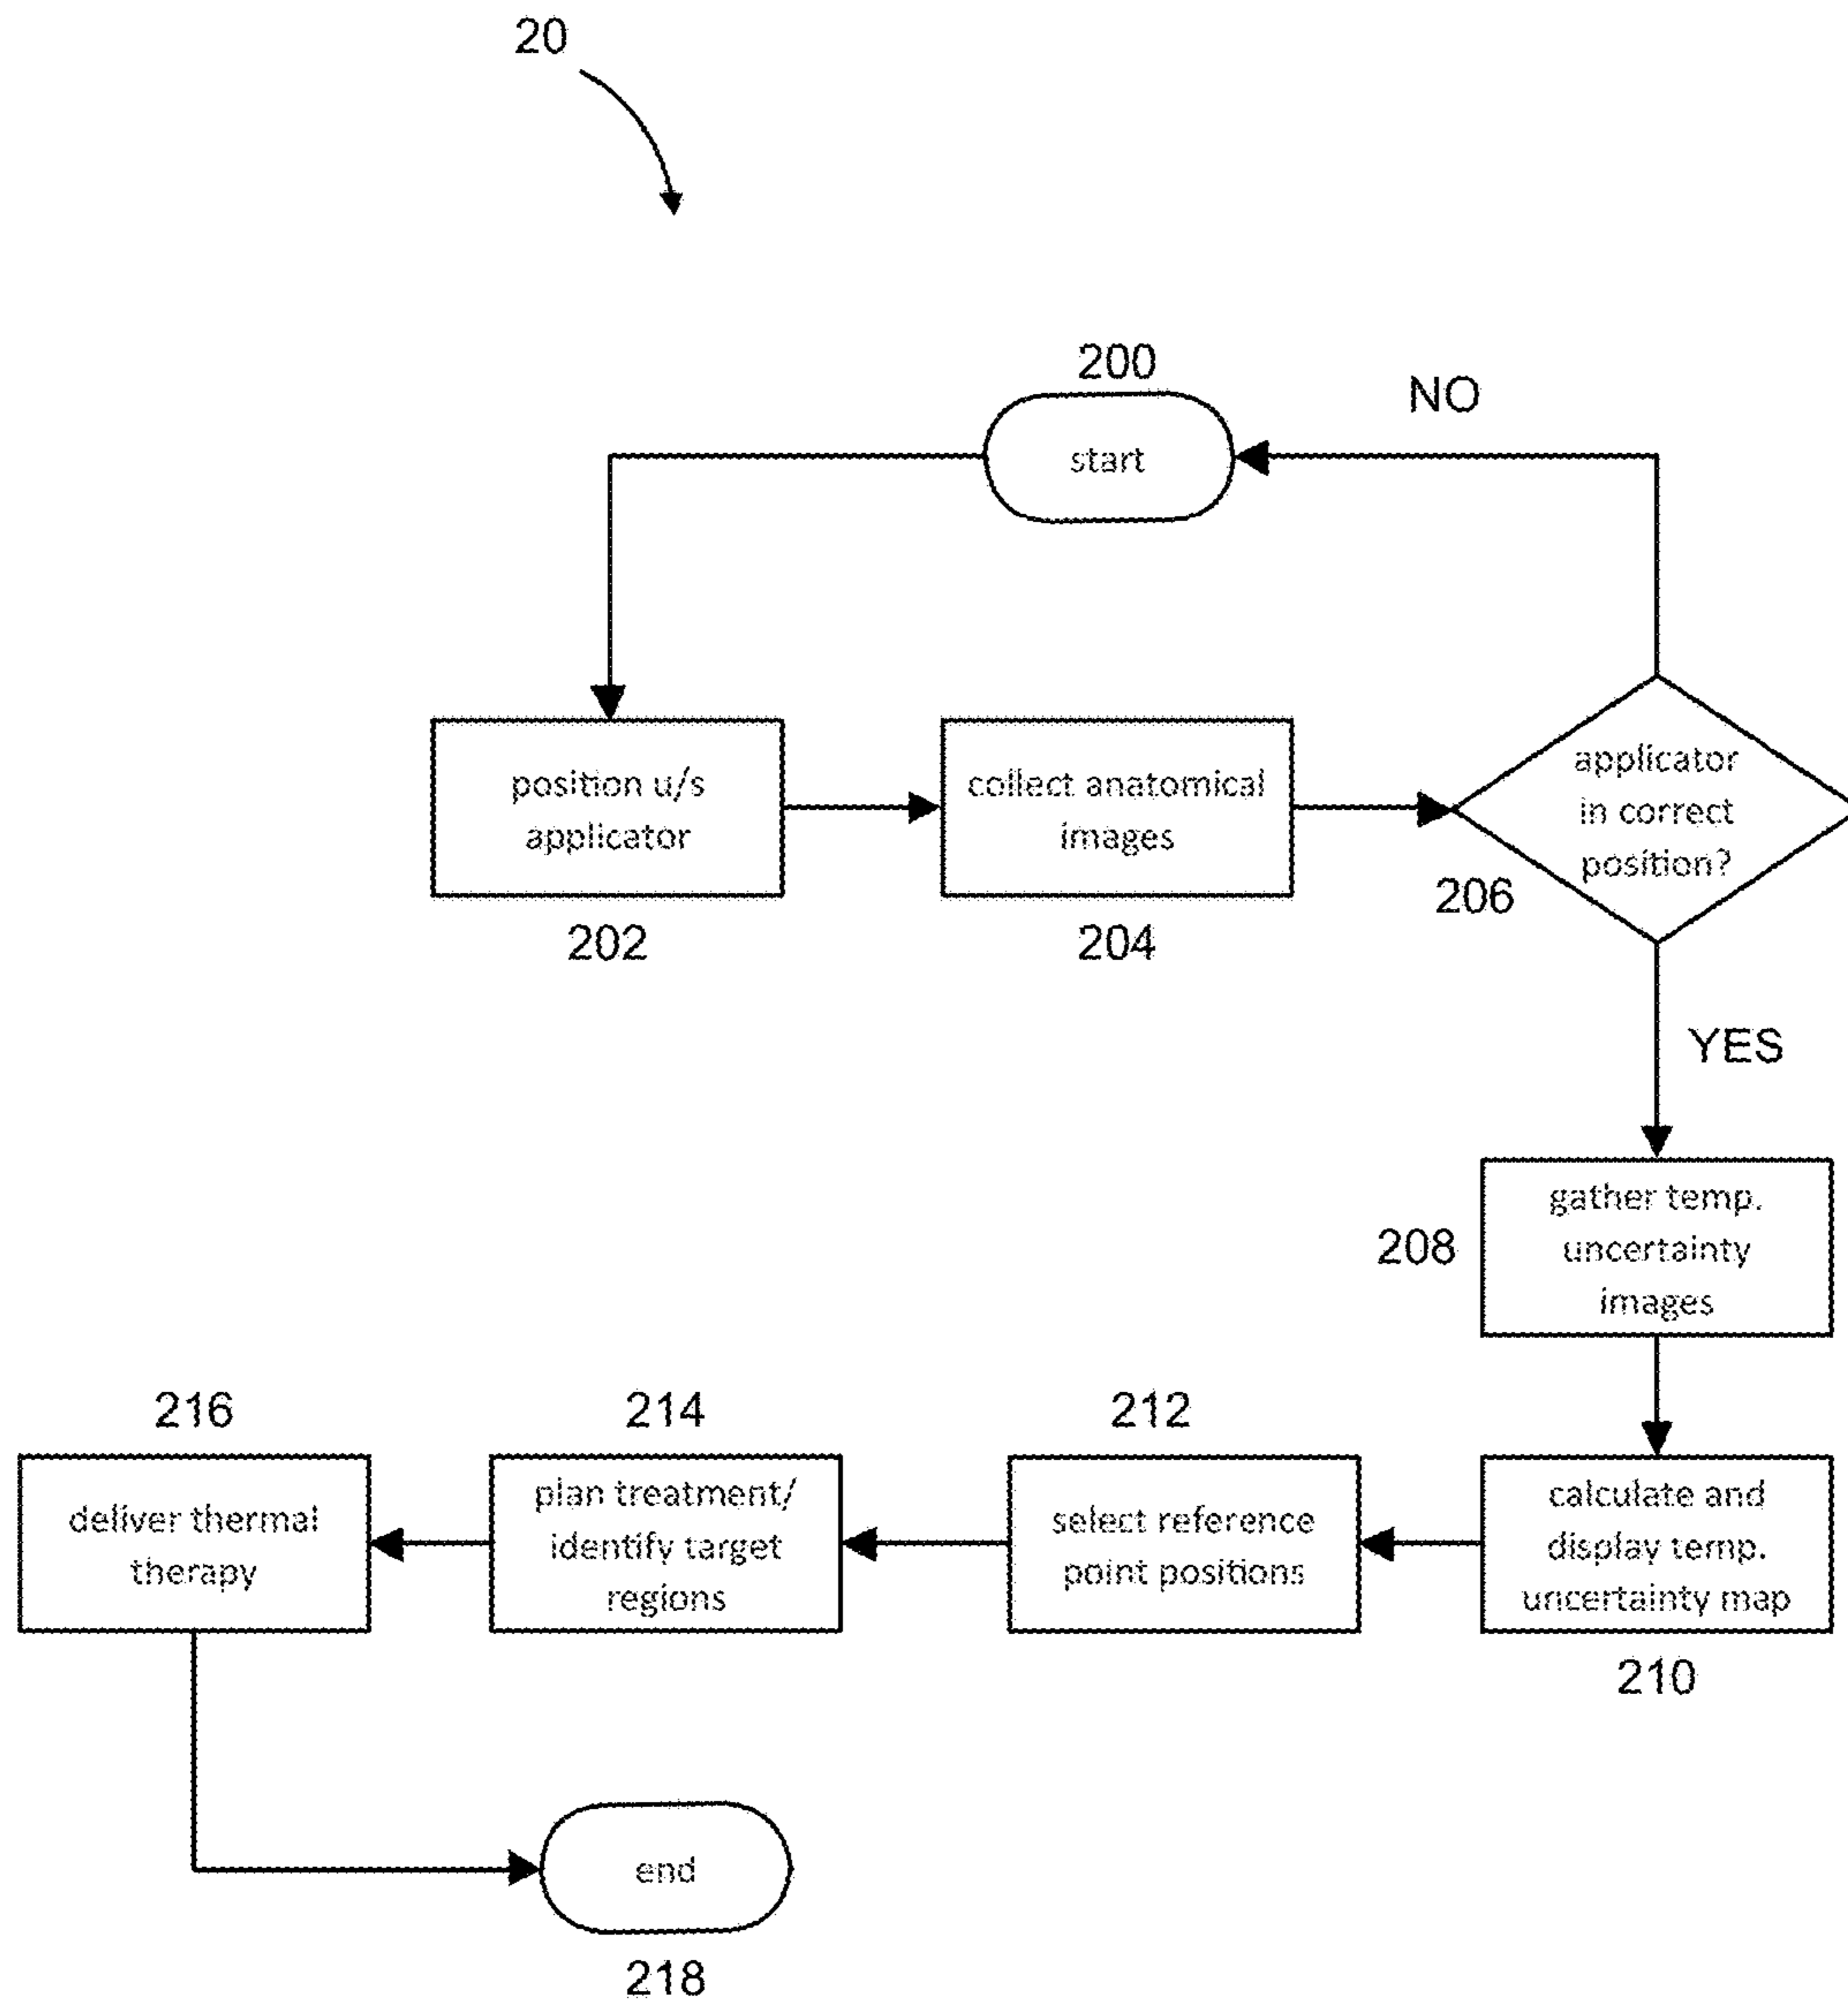 20
200
start
NO
position u/s
applicator
202
collect anatomical
images
204
applicator
in correct
position?
206
YES
gather temp.
uncertainty
images
208
216
deliver thermal
therapy
214
plan treatment/
identify target
regions
212
select reference
point positions
calculate and
display temp.
uncertainty map
210
end
218